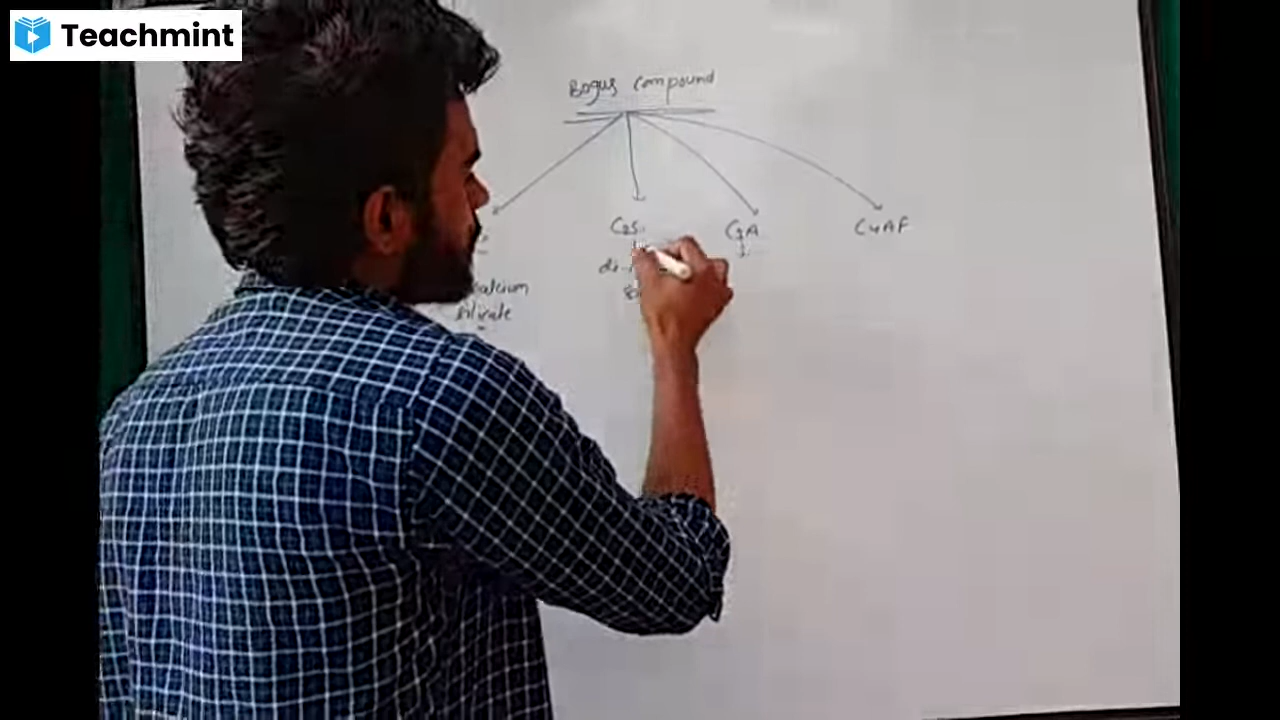 Teachmint
Bogus Compound
C2S C3A C4AF
di
calcium
silicate